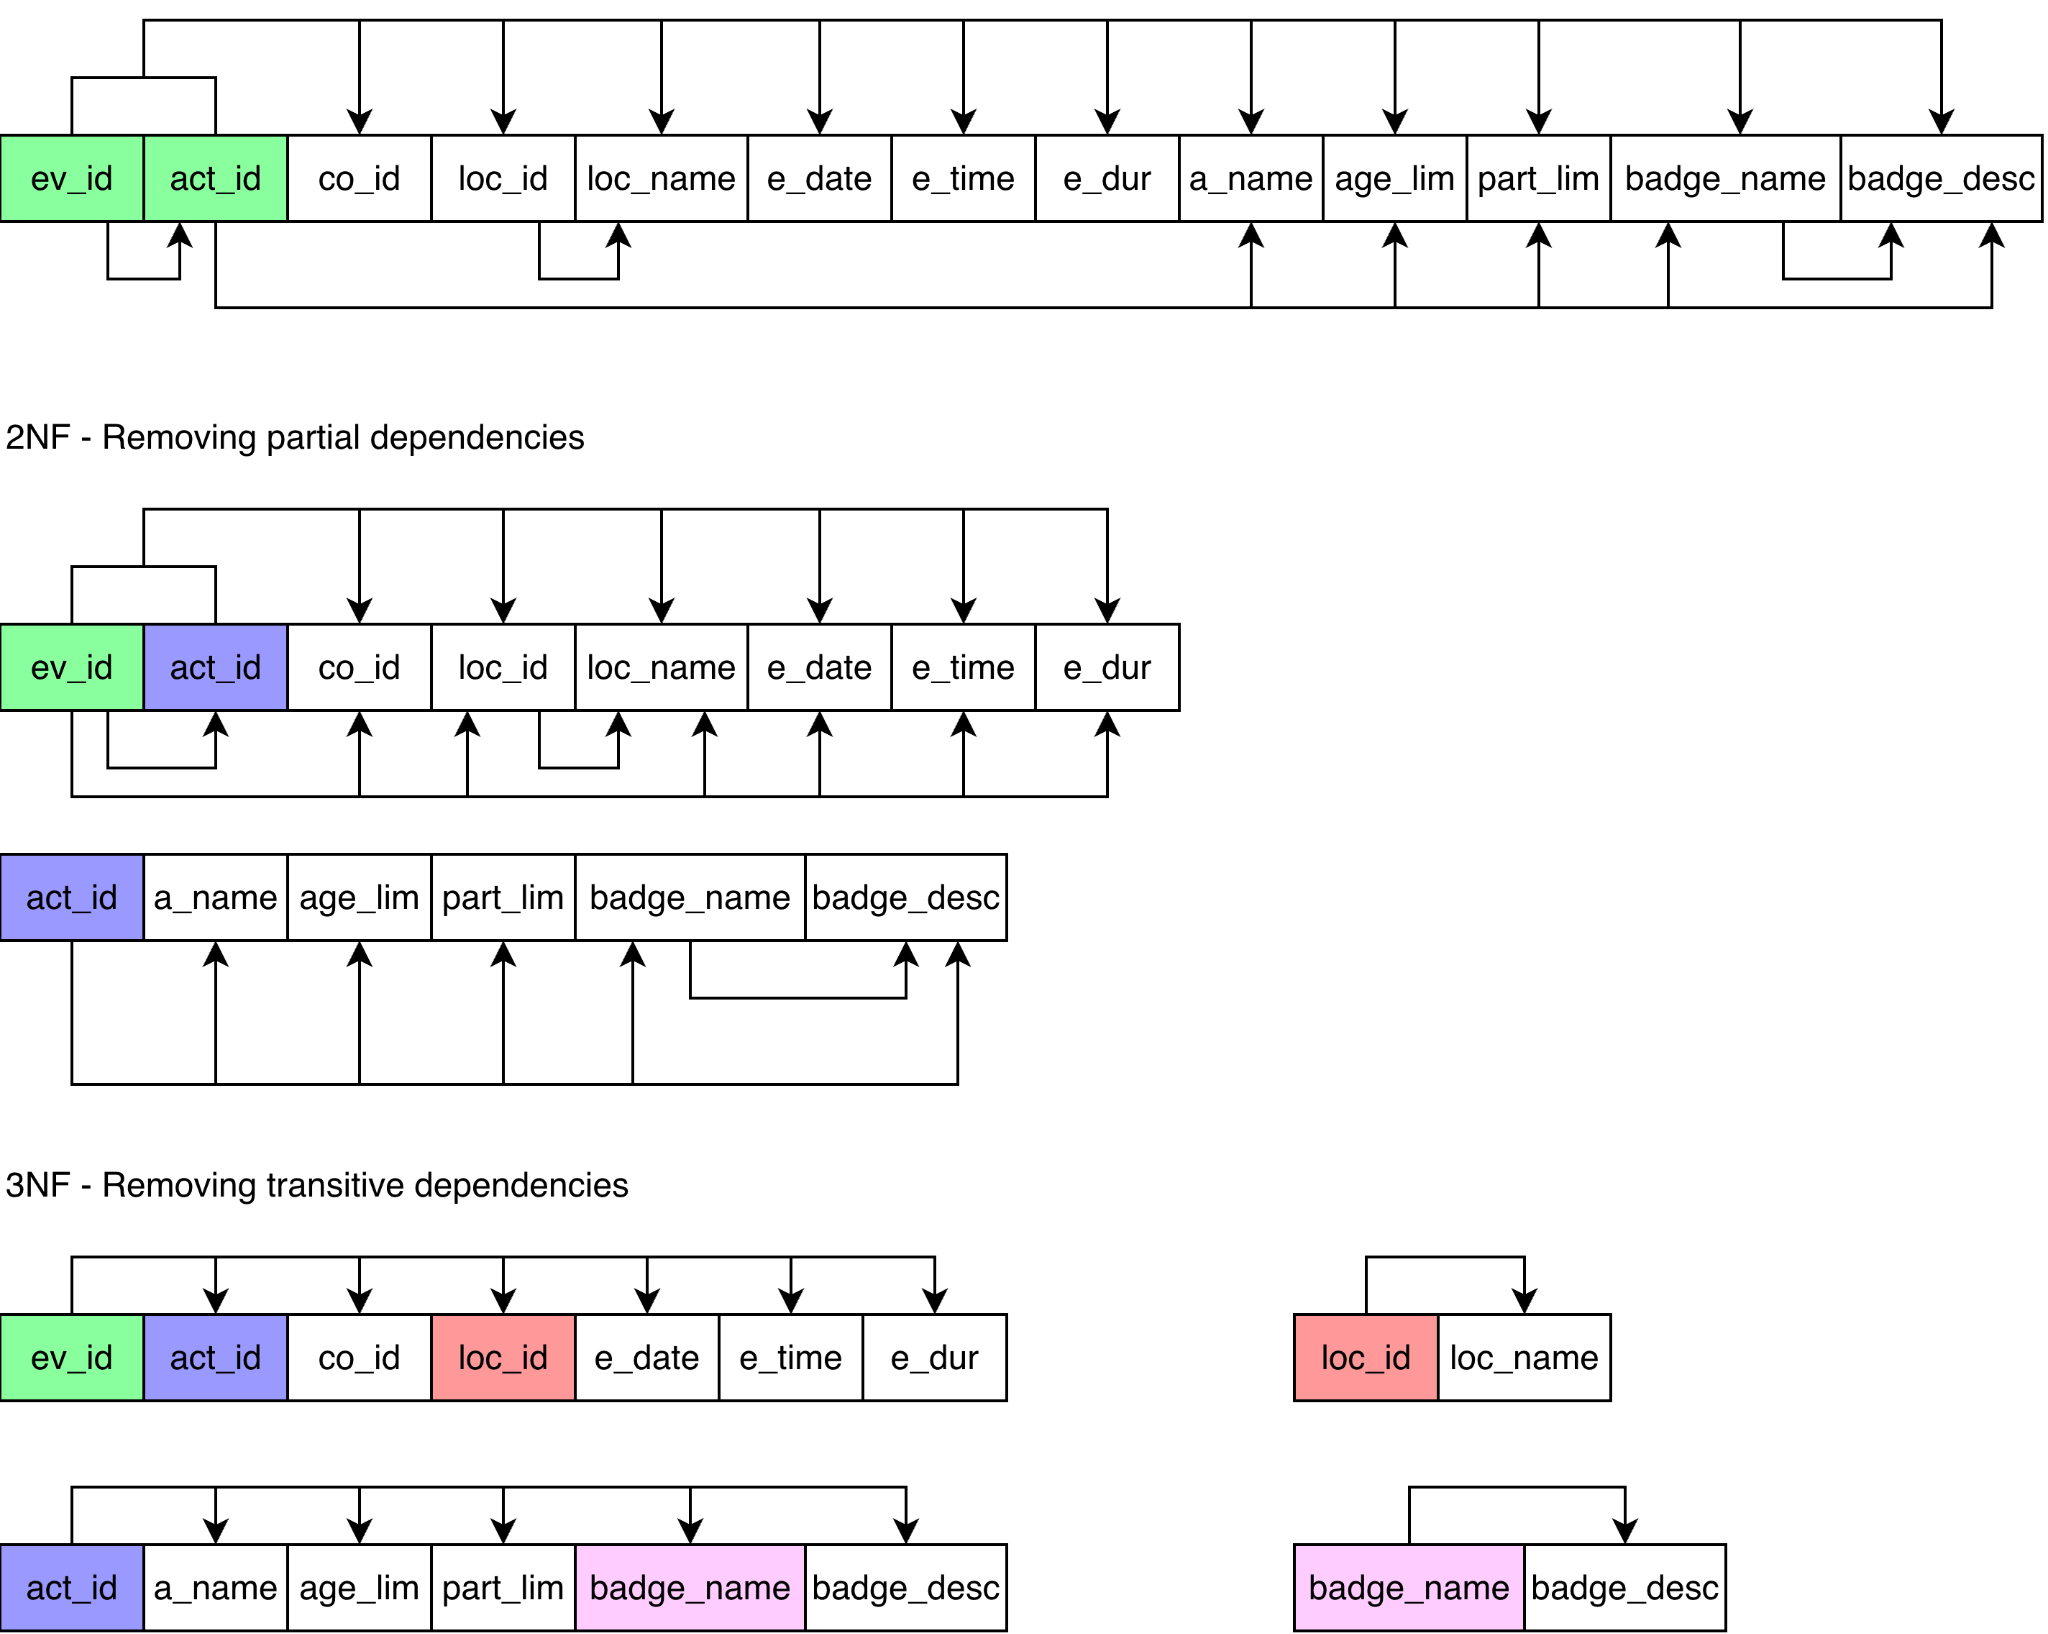 ev_id act_id co_id loc_id loc_name e_date e_time e_dur a_name age_lim part_lim badge_name badge_desc
2NF - Removing partial dependencies
ev_id act_id co_id loc_id loc_name e_date e_time e_dur
act_id a_name age_lim part_lim badge_name badge_desc
3NF - Removing transitive dependencies
ev_id act_id co_id loc_id e_date e_time e_dur
loc_id loc_name
act_id a_name age_lim part_lim badge_name badge_desc
badge_name badge_desc